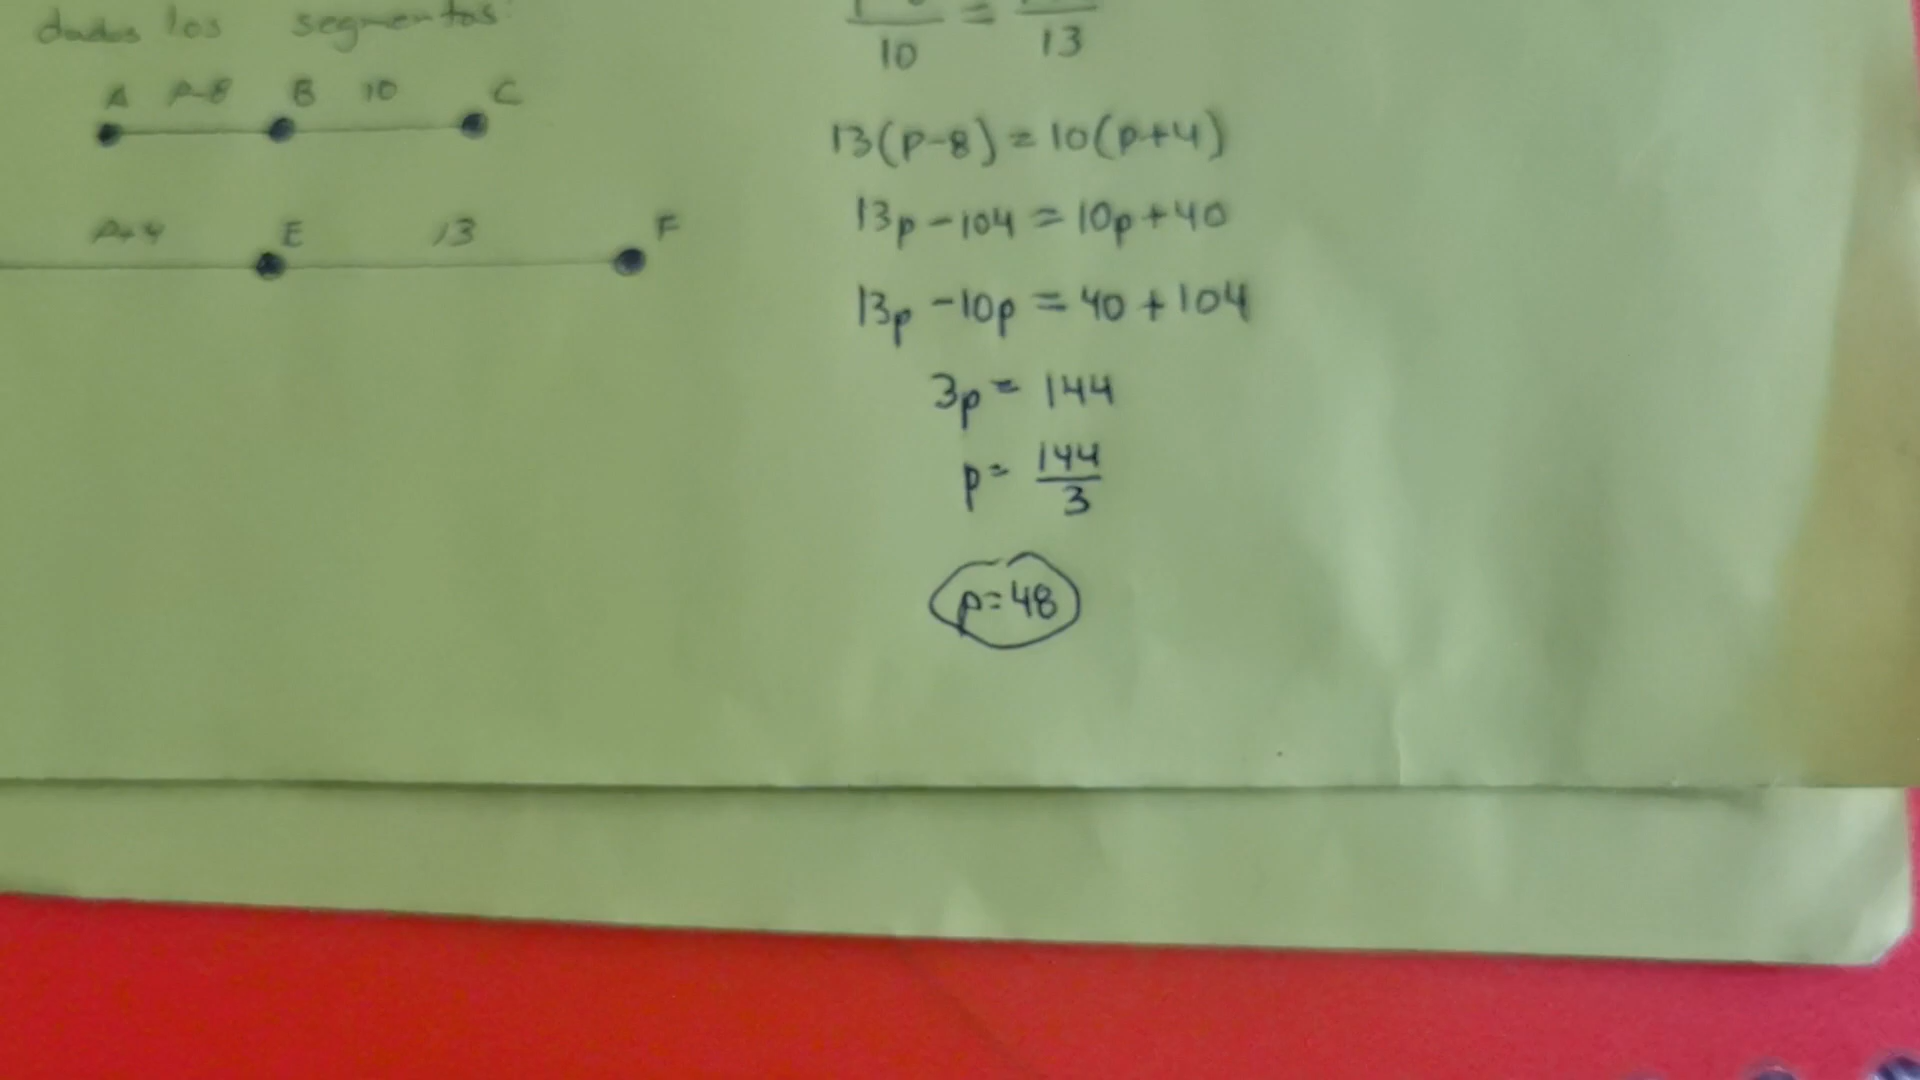 dados los segmentos
A p-8 B 10 C
p+4 E 13 F
10 = 13
13(p-8)=10(p+4)
13p-104=10p+40
13p-10p=40+104
3p=144
p=144/3
p=48